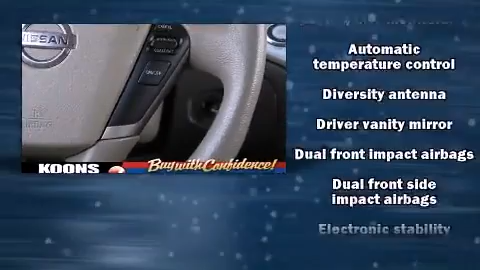 NISSAN
CANCEL
KOONS
Buy with Confidence!
Automatic
temperature control
Diversity antenna
Driver vanity mirror
Dual front impact airbags
Dual front side
impact airbags
Electronic stability